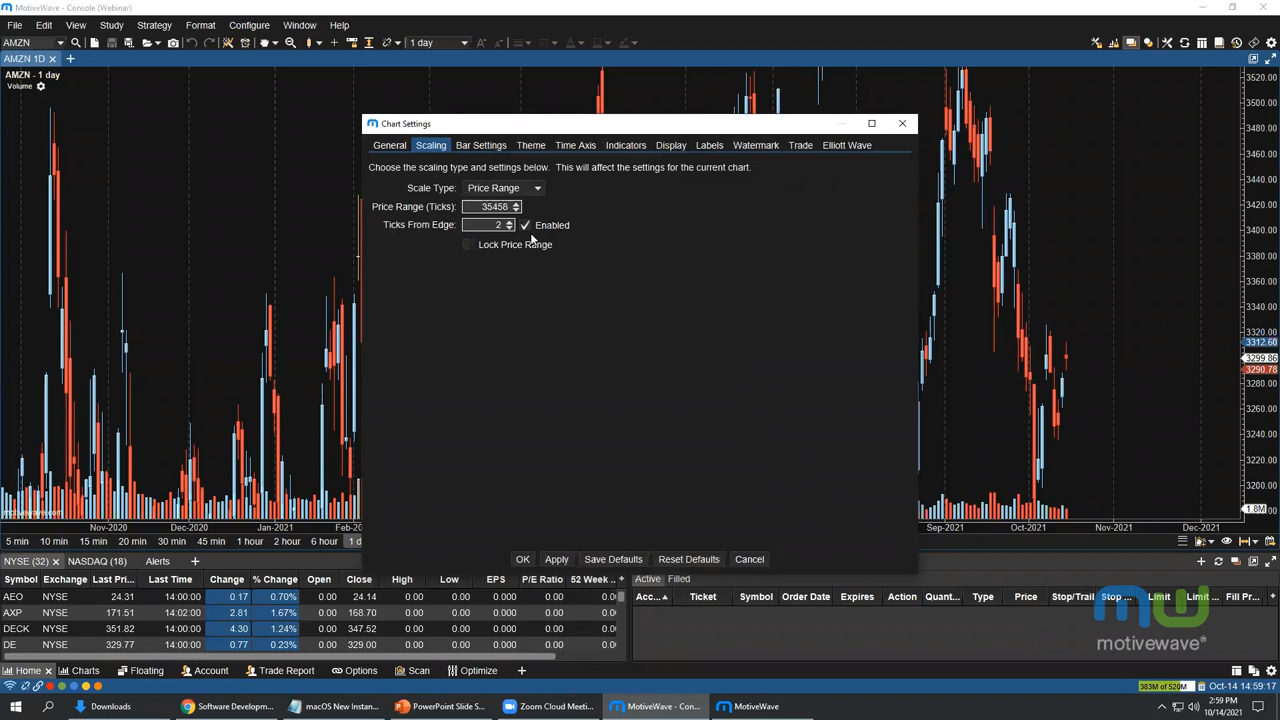 MotiveWave - Console (Webinar)
File Edit View Study Strategy Format Configure Window Help
AMZN 1 day
AMZN 1D
AMZN - 1 day
Volume
Chart Settings
General Scaling Bar Settings Theme Time Axis Indicators Display Labels Watermark Trade Elliott Wave
Choose the scaling type and settings below. This will affect the settings for the current chart.
Scale Type: Price Range
Price Range (Ticks): 35458
Ticks From Edge: 2 Enabled
Lock Price Range
OK Apply Save Defaults Reset Defaults Cancel
3520.00
3500.00
3480.00
3460.00
3440.00
3420.00
3400.00
3380.00
3360.00
3340.00
3320.00
3312.60
3299.86
3290.78
3280.00
3260.00
3240.00
3220.00
3200.00
1.8M
motivewave.com
Nov-2020 Dec-2020 Jan-2021 Sep-2021 Oct-2021 Nov-2021 Dec-2021
5 min 10 min 15 min 20 min 30 min 45 min 1 hour 2 hour 6 hour
NYSE (32) NASDAQ (18) Alerts
Symbol Exchange Last Pri... Last Time Change % Change Open Close High Low EPS P/E Ratio 52 Week ...
AEO NYSE 24.31 14:00:00 0.17 0.70% 0.00 24.14 0.00 0.00 0.000 0.00
AXP NYSE 171.51 14:02:00 2.81 1.67% 0.00 168.70 0.00 0.00 0.000 0.00
DECK NYSE 351.82 14:00:00 4.30 1.24% 0.00 347.52 0.00 0.00 0.000 0.00
DE NYSE 329.77 14:00:00 0.77 0.23% 0.00 329.00 0.00 0.00 0.000 0.00
Active Filled
Acc... Ticket Symbol Order Date Expires Action Quant... Type Limit Stop/Trail Stop ... Limit ... Price Fill Pr...
motivewave®
Home Charts Floating Account Trade Report Options Scan Optimize
383M of 520M Oct-14 14:59:17
Downloads Software Developm... macOS New Instan... PowerPoint Slide S... Zoom Cloud Meeti... MotiveWave - Con... MotiveWave
2:59 PM
10/14/2021